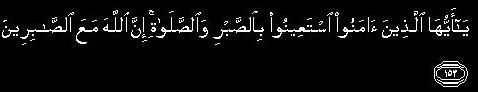 يَـٰٓأَيُّهَا ٱلَّذِينَ ءَامَنُوا۟ ٱسْتَعِينُوا۟ بِٱلصَّبْرِ وَٱلصَّلَوٰةِ ۚ إِنَّ ٱللَّهَ مَعَ ٱلصَّـٰبِرِينَ
١٥٣